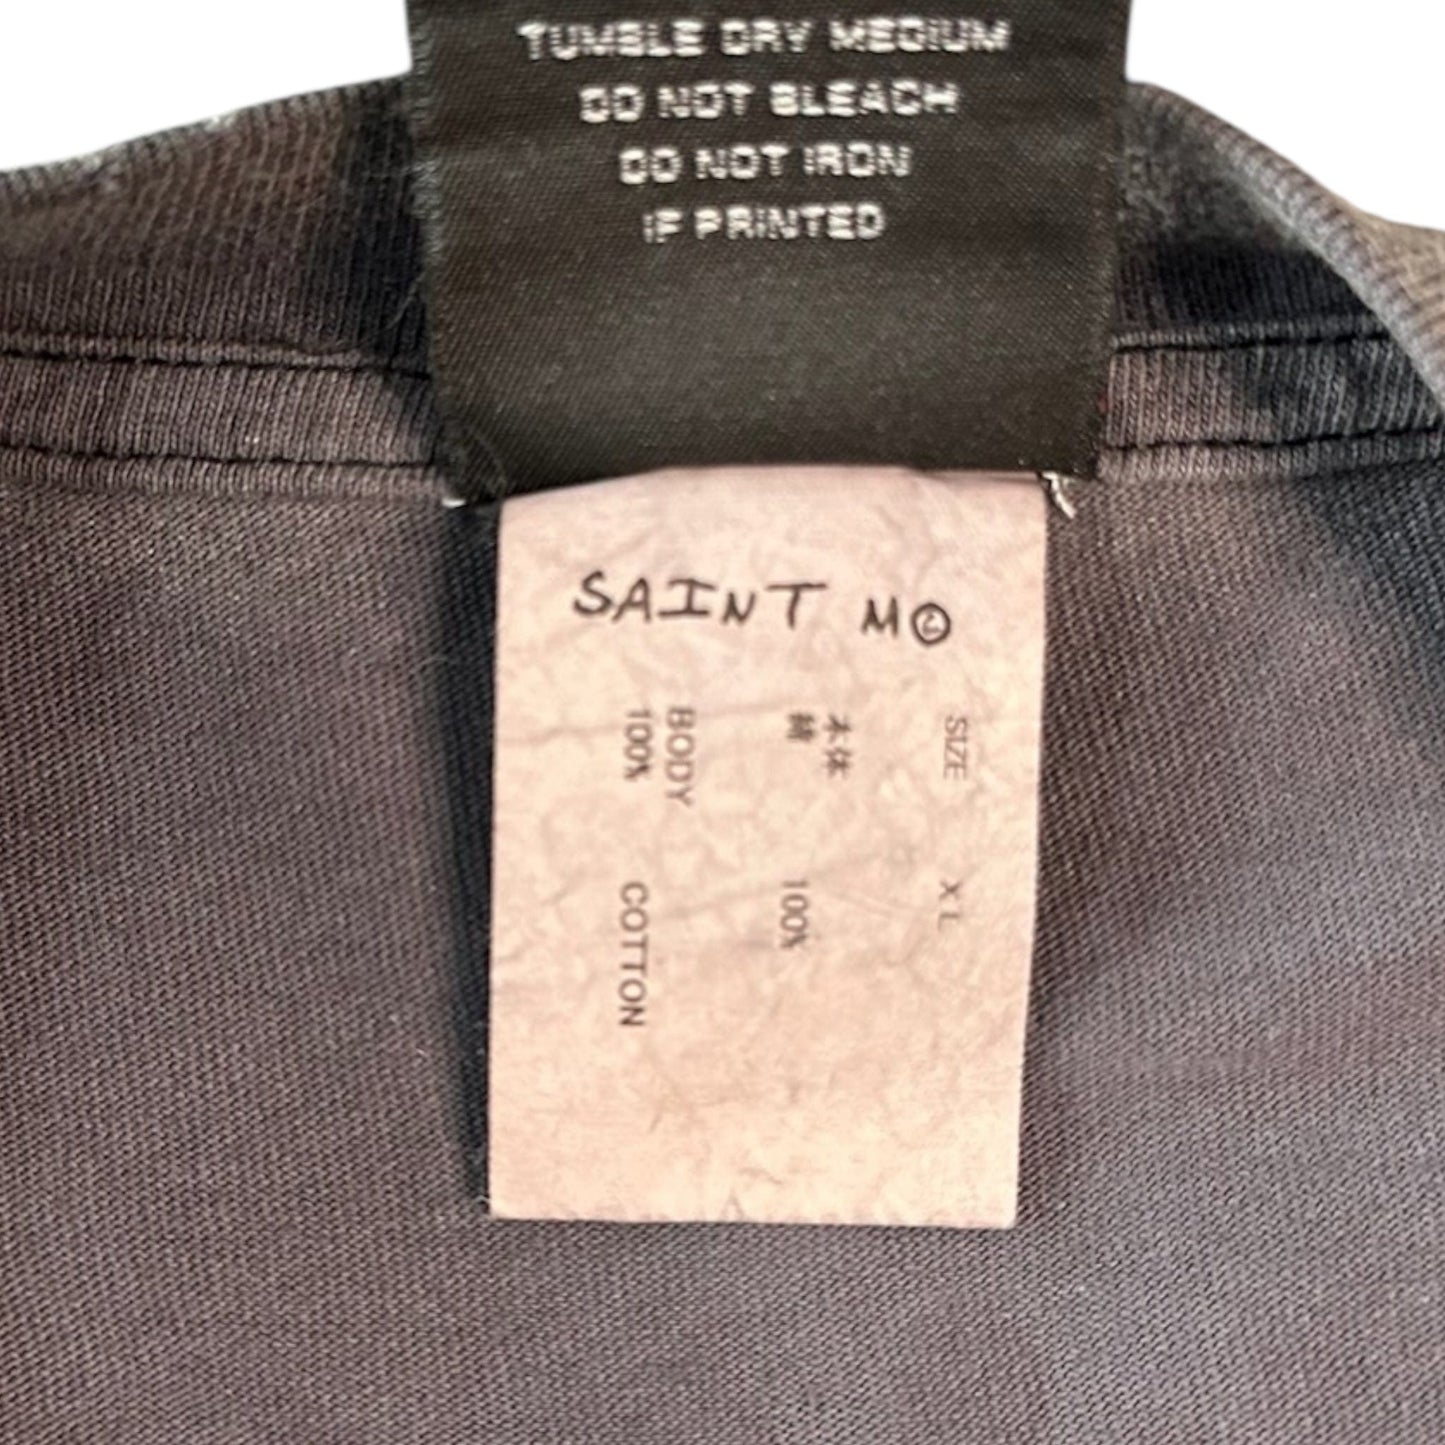 TUMBLE DRY MEDIUM
DO NOT BLEACH
DO NOT IRON
IF PRINTED
SAINT M©
SIZE XL
本体
綿 100%
BODY
100% COTTON